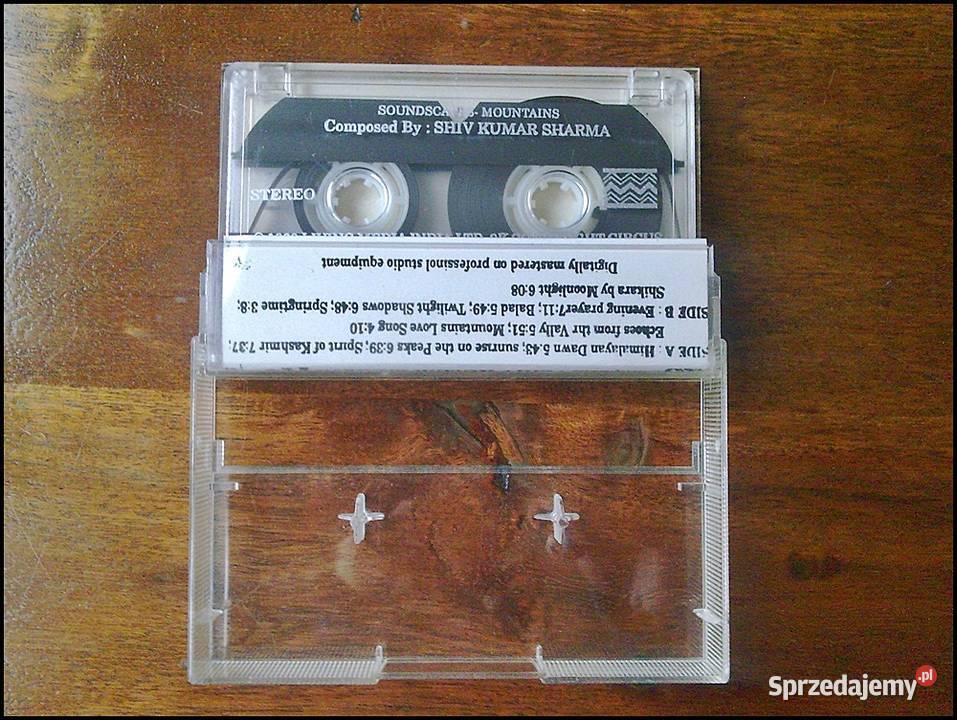 SOUNDSCAPES- MOUNTAINS
Composed By : SHIV KUMAR SHARMA
STEREO
SIDE A : Himalayan Dawn 5:43; sunrise on the Peaks 6:39; Spirit of Kashmir 7:37;
Echoes from thr Vally 5:51; Mountains Love Song 4:10
SIDE B : Evening prayer7:11; Balad 5:49; Twilight Shadows 6:48; Springtime 3:8;
Shikara by Moonlight 6:08
Digitally mastered on professinol studio equipment
Sprzedajemy.pl